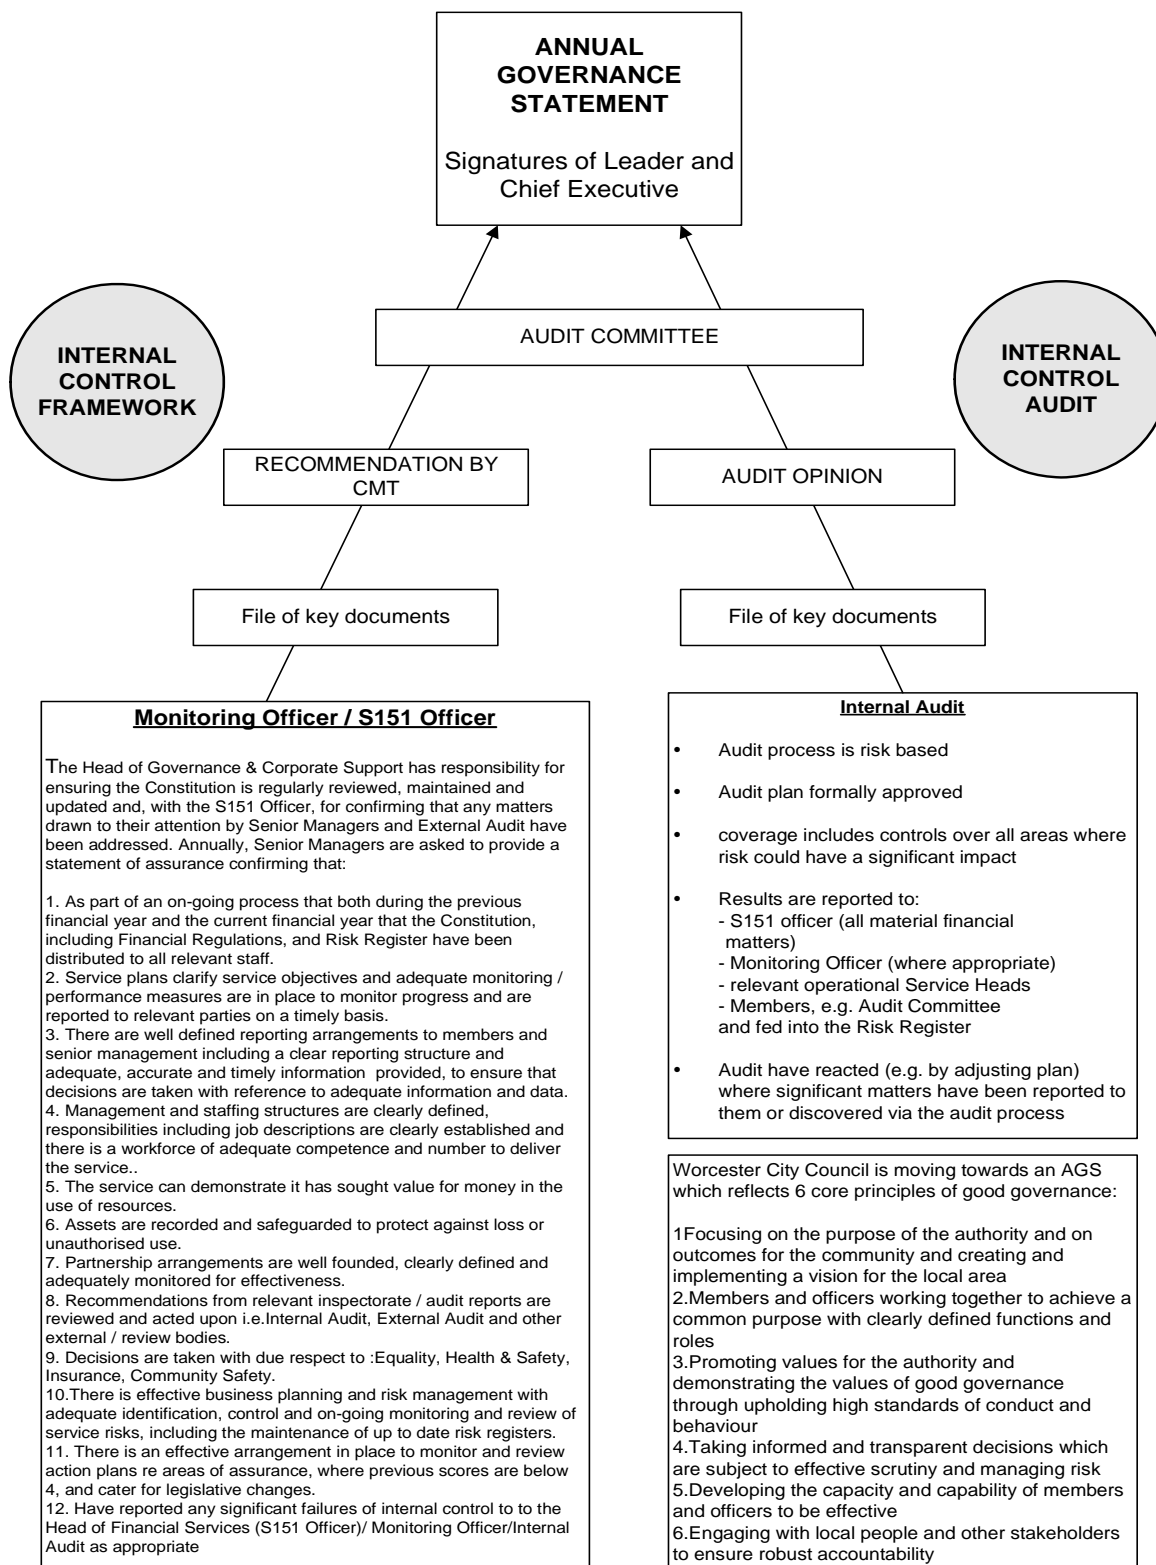 ANNUAL
GOVERNANCE
STATEMENT
Signatures of Leader and
Chief Executive
AUDIT COMMITTEE
INTERNAL
CONTROL
FRAMEWORK
INTERNAL
CONTROL
AUDIT
RECOMMENDATION BY
CMT
AUDIT OPINION
File of key documents
File of key documents
Monitoring Officer / S151 Officer
The Head of Governance & Corporate Support has responsibility for
ensuring the Constitution is regularly reviewed, maintained and
updated and, with the S151 Officer, for confirming that any matters
drawn to their attention by Senior Managers and External Audit have
been addressed. Annually, Senior Managers are asked to provide a
statement of assurance confirming that:
1. As part of an on-going process that both during the previous
financial year and the current financial year that the Constitution,
including Financial Regulations, and Risk Register have been
distributed to all relevant staff.
2. Service plans clarify service objectives and adequate monitoring /
performance measures are in place to monitor progress and are
reported to relevant parties on a timely basis.
3. There are well defined reporting arrangements to members and
senior management including a clear reporting structure and
adequate, accurate and timely information provided, to ensure that
decisions are taken with reference to adequate information and data.
4. Management and staffing structures are clearly defined,
responsibilities including job descriptions are clearly established and
there is a workforce of adequate competence and number to deliver
the service..
5. The service can demonstrate it has sought value for money in the
use of resources.
6. Assets are recorded and safeguarded to protect against loss or
unauthorised use.
7. Partnership arrangements are well founded, clearly defined and
adequately monitored for effectiveness.
8. Recommendations from relevant inspectorate / audit reports are
reviewed and acted upon i.e.Internal Audit, External Audit and other
external / review bodies.
9. Decisions are taken with due respect to :Equality, Health & Safety,
Insurance, Community Safety.
10.There is effective business planning and risk management with
adequate identification, control and on-going monitoring and review of
service risks, including the maintenance of up to date risk registers.
11. There is an effective arrangement in place to monitor and review
action plans re areas of assurance, where previous scores are below
4, and cater for legislative changes.
12. Have reported any significant failures of internal control to to the
Head of Financial Services (S151 Officer)/ Monitoring Officer/Internal
Audit as appropriate
Internal Audit
• Audit process is risk based
• Audit plan formally approved
• coverage includes controls over all areas where
risk could have a significant impact
• Results are reported to:
- S151 officer (all material financial
matters)
- Monitoring Officer (where appropriate)
- relevant operational Service Heads
- Members, e.g. Audit Committee
and fed into the Risk Register
• Audit have reacted (e.g. by adjusting plan)
where significant matters have been reported to
them or discovered via the audit process
Worcester City Council is moving towards an AGS
which reflects 6 core principles of good governance:
1Focusing on the purpose of the authority and on
outcomes for the community and creating and
implementing a vision for the local area
2.Members and officers working together to achieve a
common purpose with clearly defined functions and
roles
3.Promoting values for the authority and
demonstrating the values of good governance
through upholding high standards of conduct and
behaviour
4.Taking informed and transparent decisions which
are subject to effective scrutiny and managing risk
5.Developing the capacity and capability of members
and officers to be effective
6.Engaging with local people and other stakeholders
to ensure robust accountability